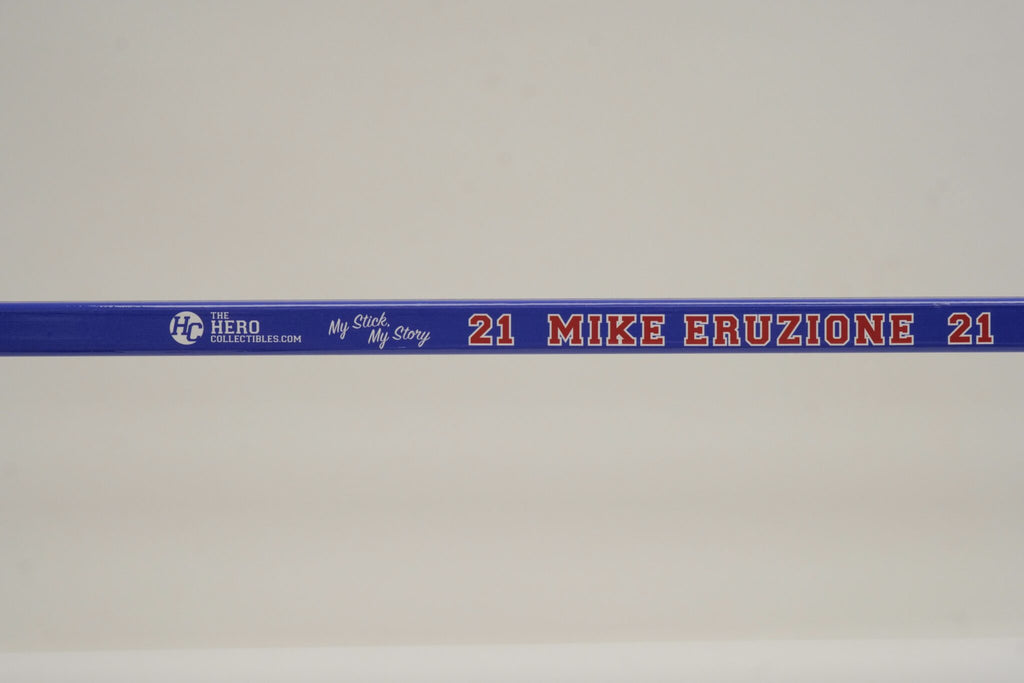 HC
THE
HERO
COLLECTIBLES.COM
My Stick,
My Story
21 MIKE ERUZIONE 21